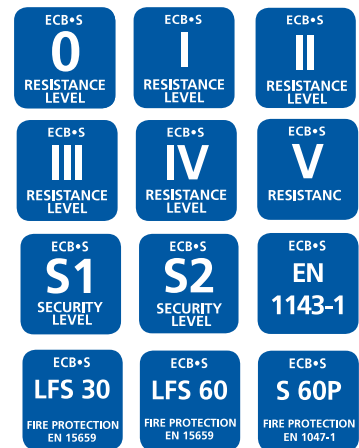 ECB•S
0
RESISTANCE
LEVEL
ECB•S
I
RESISTANCE
LEVEL
ECB•S
II
RESISTANCE
LEVEL
ECB•S
III
RESISTANCE
LEVEL
ECB•S
IV
RESISTANCE
LEVEL
ECB•S
V
RESISTANC
ECB•S
S1
SECURITY
LEVEL
ECB•S
S2
SECURITY
LEVEL
ECB•S
EN
1143-1
ECB•S
LFS 30
FIRE PROTECTION
EN 15659
ECB•S
LFS 60
FIRE PROTECTION
EN 15659
ECB•S
S 60P
FIRE PROTECTION
EN 1047-1